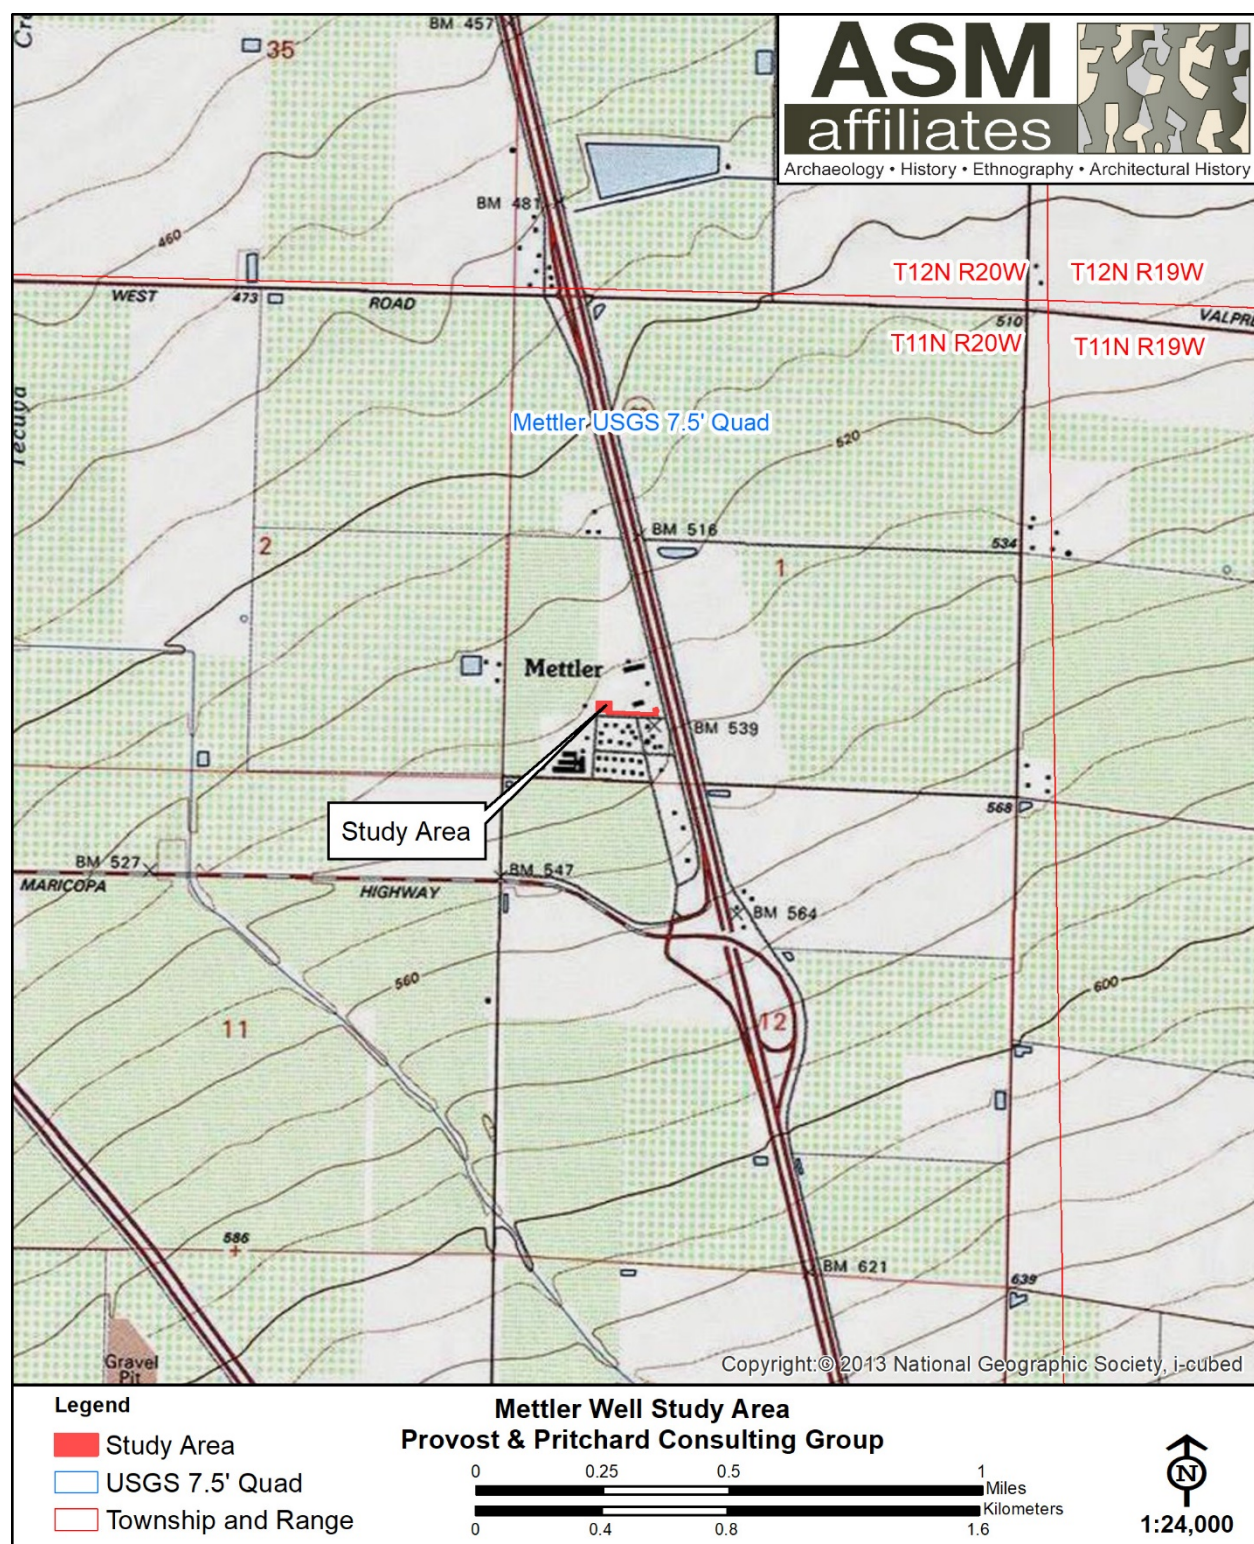 Cre
BM 457
35
ASM
affiliates
Archaeology • History • Ethnography • Architectural History
BM 481
460
T12N R20W
T12N R19W
WEST
473
ROAD
510
VALPRE
T11N R20W
T11N R19W
Tecuya
Mettler USGS 7.5' Quad
520
BM 516
2
534
1
Mettler
BM 539
Study Area
568
BM 527
BM 547
MARICOPA
HIGHWAY
BM 564
560
600
11
12
586
BM 621
639
Gravel
Pit
Copyright:© 2013 National Geographic Society, i-cubed
Legend
Study Area
USGS 7.5' Quad
Township and Range
Mettler Well Study Area
Provost & Pritchard Consulting Group
0 0.25 0.5 1
Miles
Kilometers
0 0.4 0.8 1.6
N
1:24,000